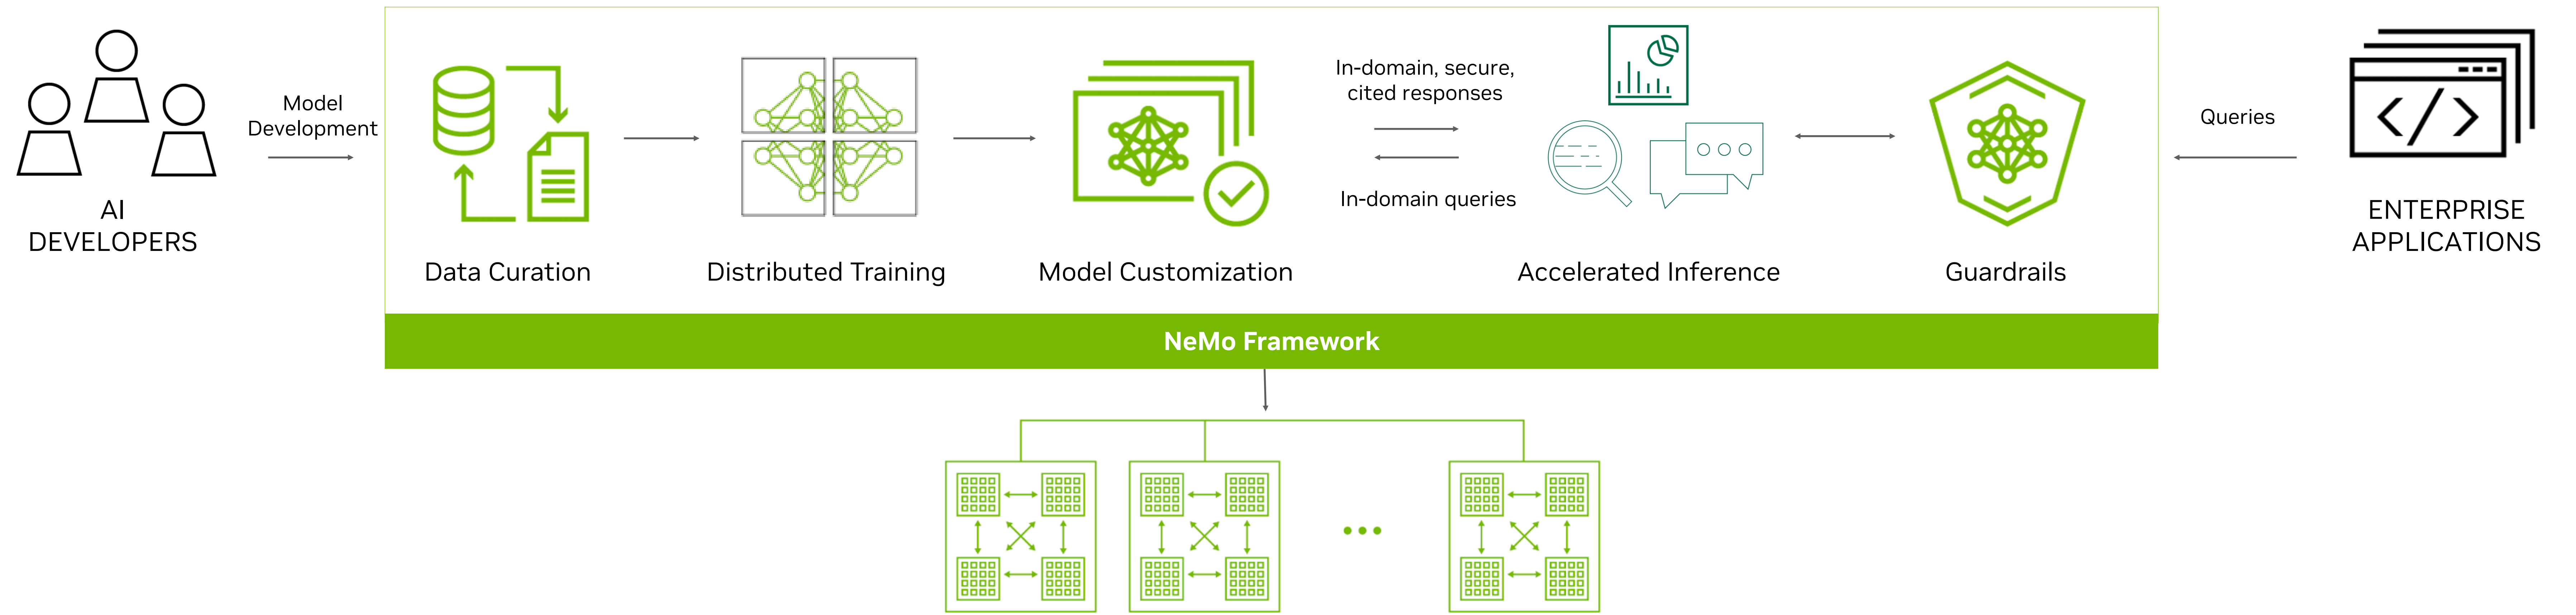 AI
DEVELOPERS
Model
Development
Data Curation
Distributed Training
Model Customization
In-domain, secure,
cited responses
In-domain queries
Accelerated Inference
Guardrails
Queries
</>
ENTERPRISE
APPLICATIONS
NeMo Framework